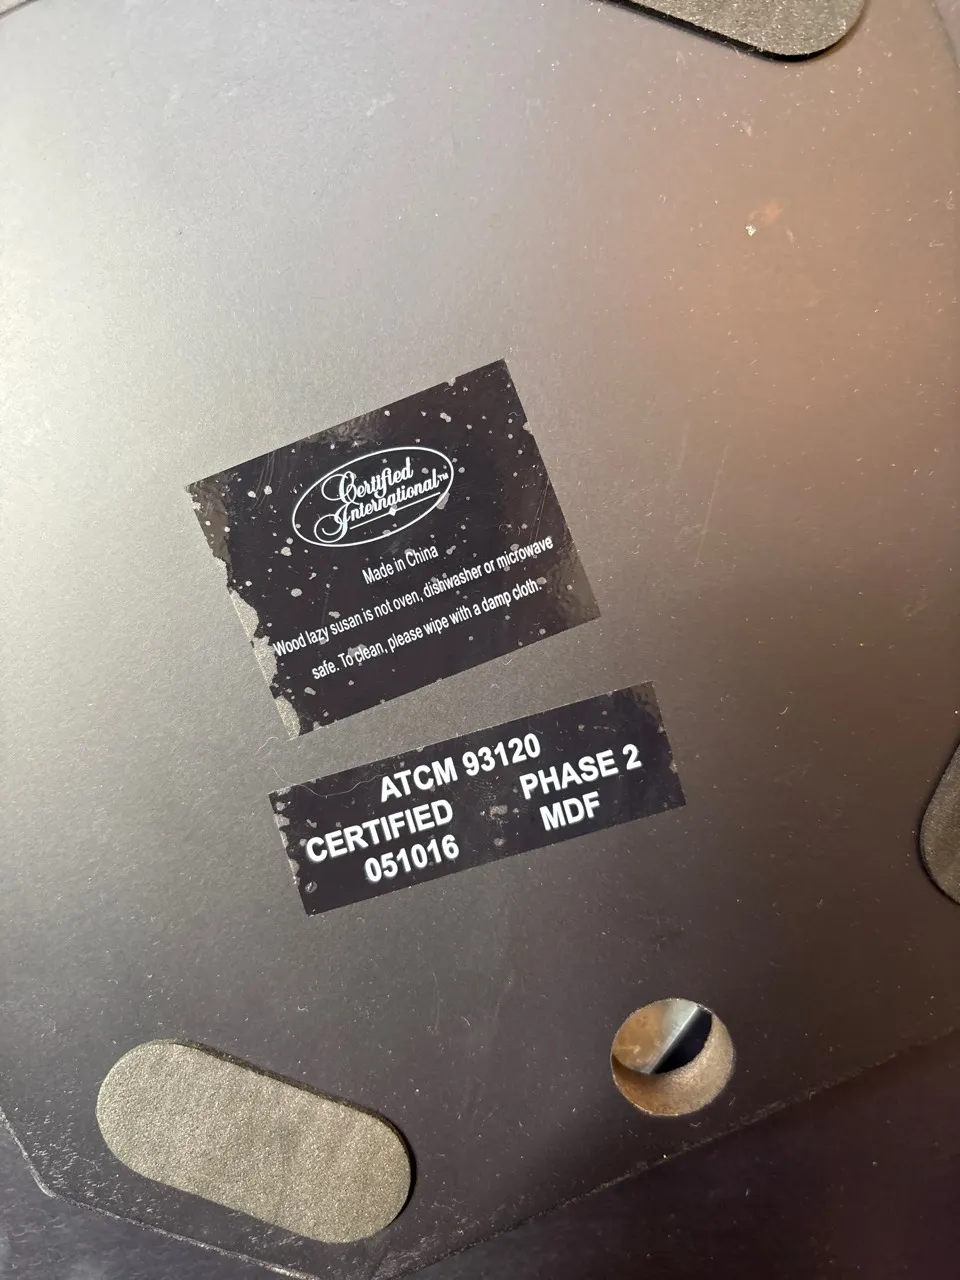 Certified
International™
Made in China
Wood lazy susan is not oven, dishwasher or microwave
safe. To clean, please wipe with a damp cloth.
ATCM 93120
CERTIFIED PHASE 2
051016 MDF